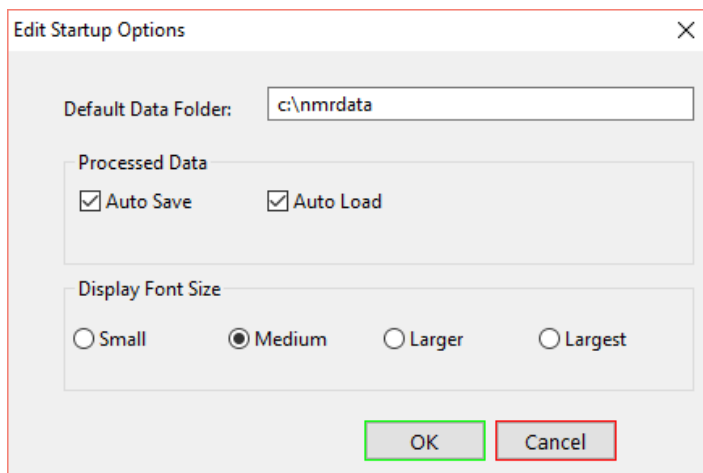 Edit Startup Options
Default Data Folder: c:\nmrdata
Processed Data
Auto Save Auto Load
Display Font Size
Small Medium Larger Largest
OK Cancel